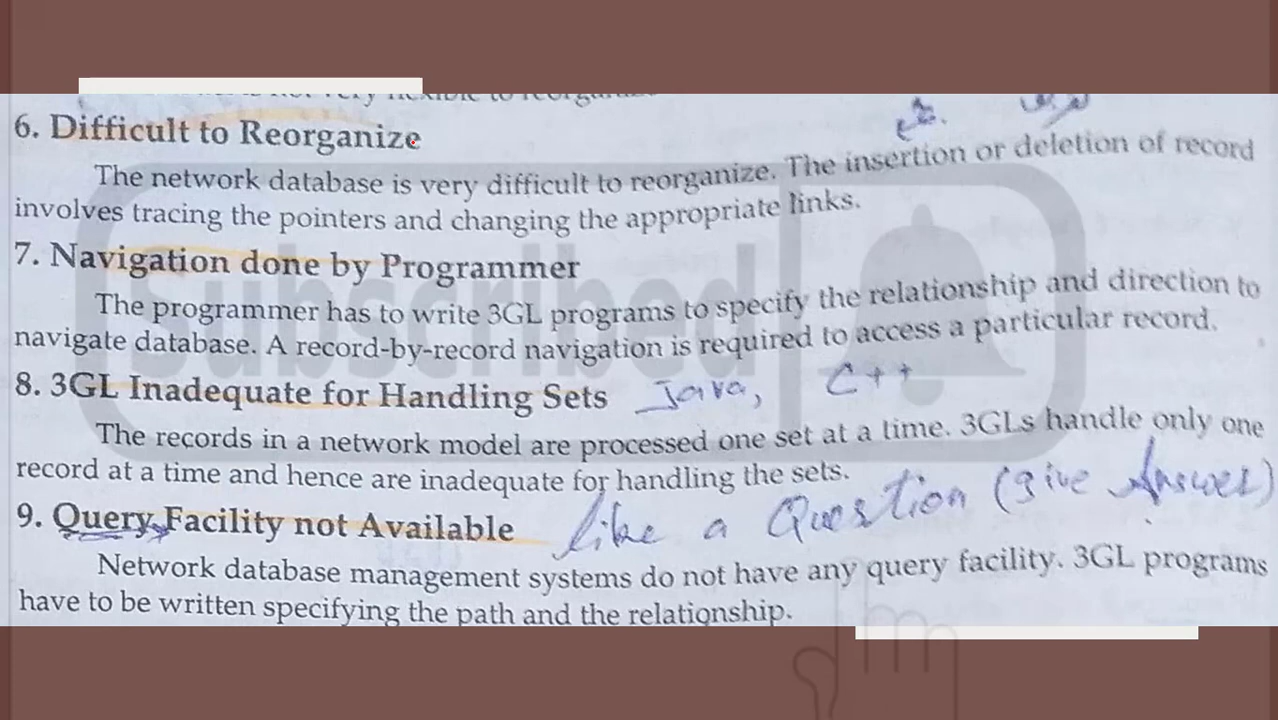 6. Difficult to Reorganize
The network database is very difficult to reorganize. The insertion or deletion of record
involves tracing the pointers and changing the appropriate links.
7. Navigation done by Programmer
The programmer has to write 3GL programs to specify the relationship and direction to
navigate database. A record-by-record navigation is required to access a particular record.
8. 3GL Inadequate for Handling Sets Java, C++
The records in a network model are processed one set at a time. 3GLs handle only one
record at a time and hence are inadequate for handling the sets.
9. Query Facility not Available like a Question (give Answer)
Network database management systems do not have any query facility. 3GL programs
have to be written specifying the path and the relationship.
Subscribed